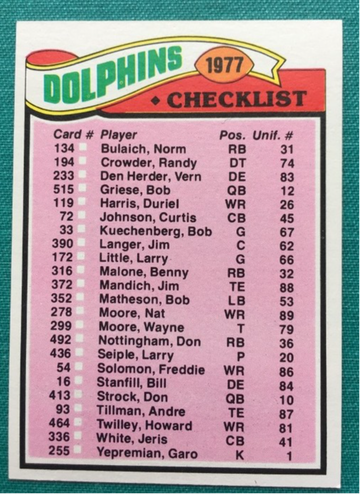 DOLPHINS 1977
♦ CHECKLIST
Card # Player Pos. Unif. #
134 Bulaich, Norm RB 31
194 Crowder, Randy DT 74
233 Den Herder, Vern DE 83
515 Griese, Bob QB 12
119 Harris, Duriel WR 26
72 Johnson, Curtis CB 45
33 Kuechenberg, Bob G 67
390 Langer, Jim C 62
172 Little, Larry G 66
316 Malone, Benny RB 32
372 Mandich, Jim TE 88
352 Matheson, Bob LB 53
278 Moore, Nat WR 89
299 Moore, Wayne T 79
492 Nottingham, Don RB 36
436 Seiple, Larry P 20
54 Solomon, Freddie WR 86
16 Stanfill, Bill DE 84
413 Strock, Don QB 10
93 Tillman, Andre TE 87
464 Twilley, Howard WR 81
336 White, Jeris CB 41
255 Yepremian, Garo K 1